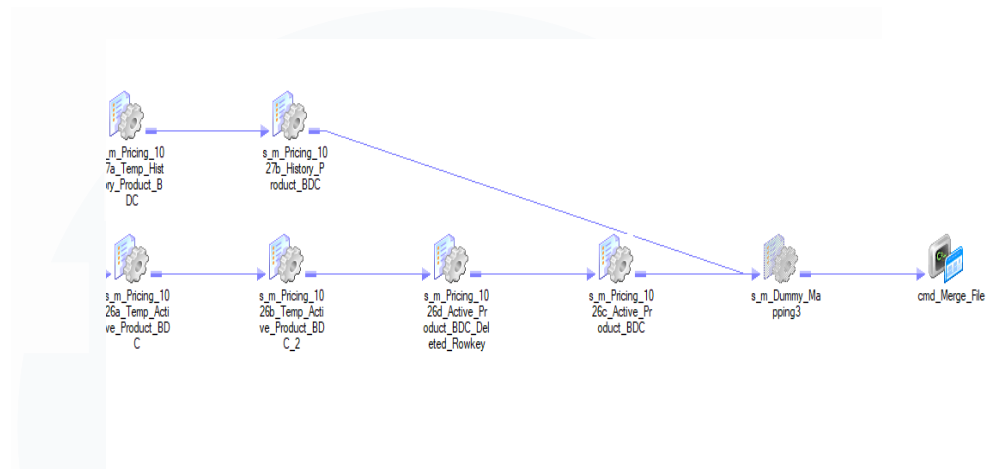 s_m_Pricing_10
7a_Temp_Hist
ory_Product_B
DC
s_m_Pricing_10
27b_History_P
roduct_BDC
s_m_Pricing_10
26a_Temp_Acti
ve_Product_BD
C
s_m_Pricing_10
26b_Temp_Acti
ve_Product_BD
C_2
s_m_Pricing_10
26d_Active_Pr
oduct_BDC_Del
eted_Rowkey
s_m_Pricing_10
26c_Active_Pr
oduct_BDC
s_m_Dummy_Ma
pping3
cmd_Merge_File